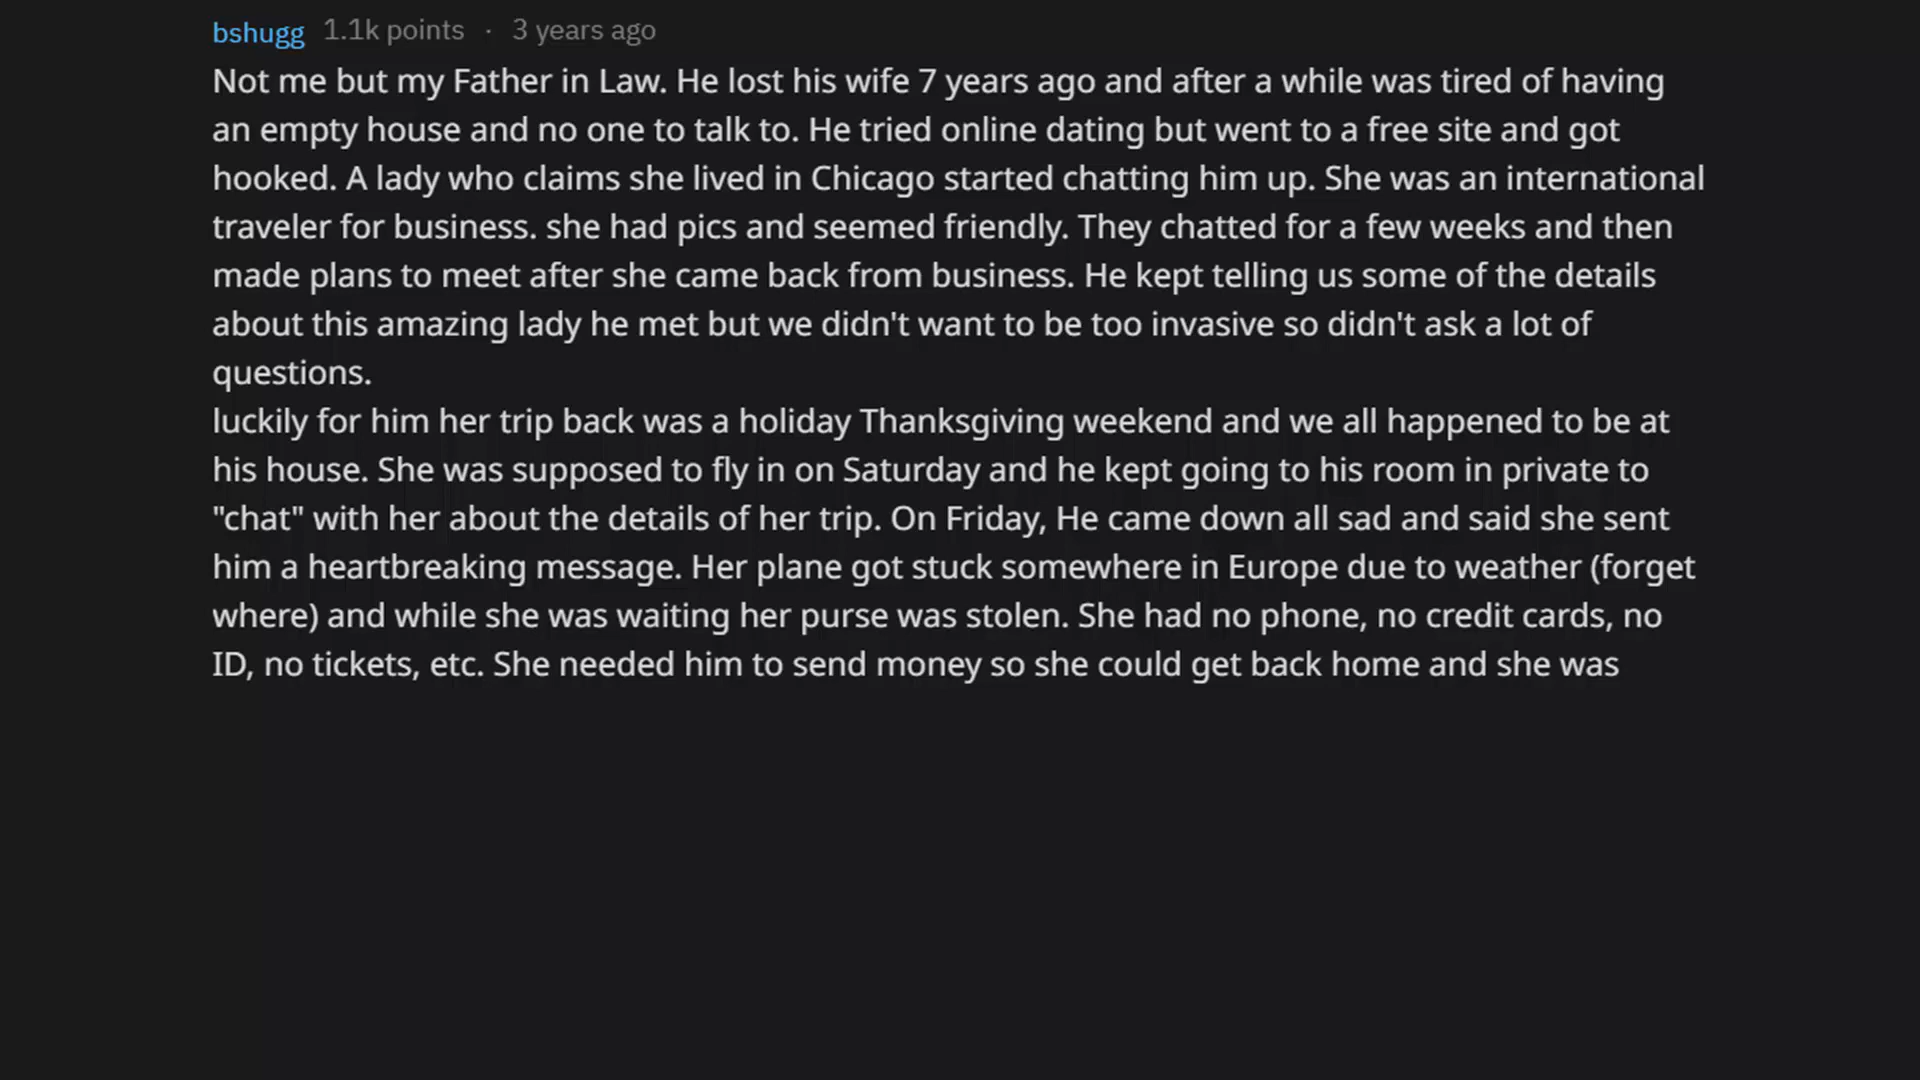 bshugg 1.1k points · 3 years ago
Not me but my Father in Law. He lost his wife 7 years ago and after a while was tired of having
an empty house and no one to talk to. He tried online dating but went to a free site and got
hooked. A lady who claims she lived in Chicago started chatting him up. She was an international
traveler for business. she had pics and seemed friendly. They chatted for a few weeks and then
made plans to meet after she came back from business. He kept telling us some of the details
about this amazing lady he met but we didn't want to be too invasive so didn't ask a lot of
questions.
luckily for him her trip back was a holiday Thanksgiving weekend and we all happened to be at
his house. She was supposed to fly in on Saturday and he kept going to his room in private to
"chat" with her about the details of her trip. On Friday, He came down all sad and said she sent
him a heartbreaking message. Her plane got stuck somewhere in Europe due to weather (forget
where) and while she was waiting her purse was stolen. She had no phone, no credit cards, no
ID, no tickets, etc. She needed him to send money so she could get back home and she was